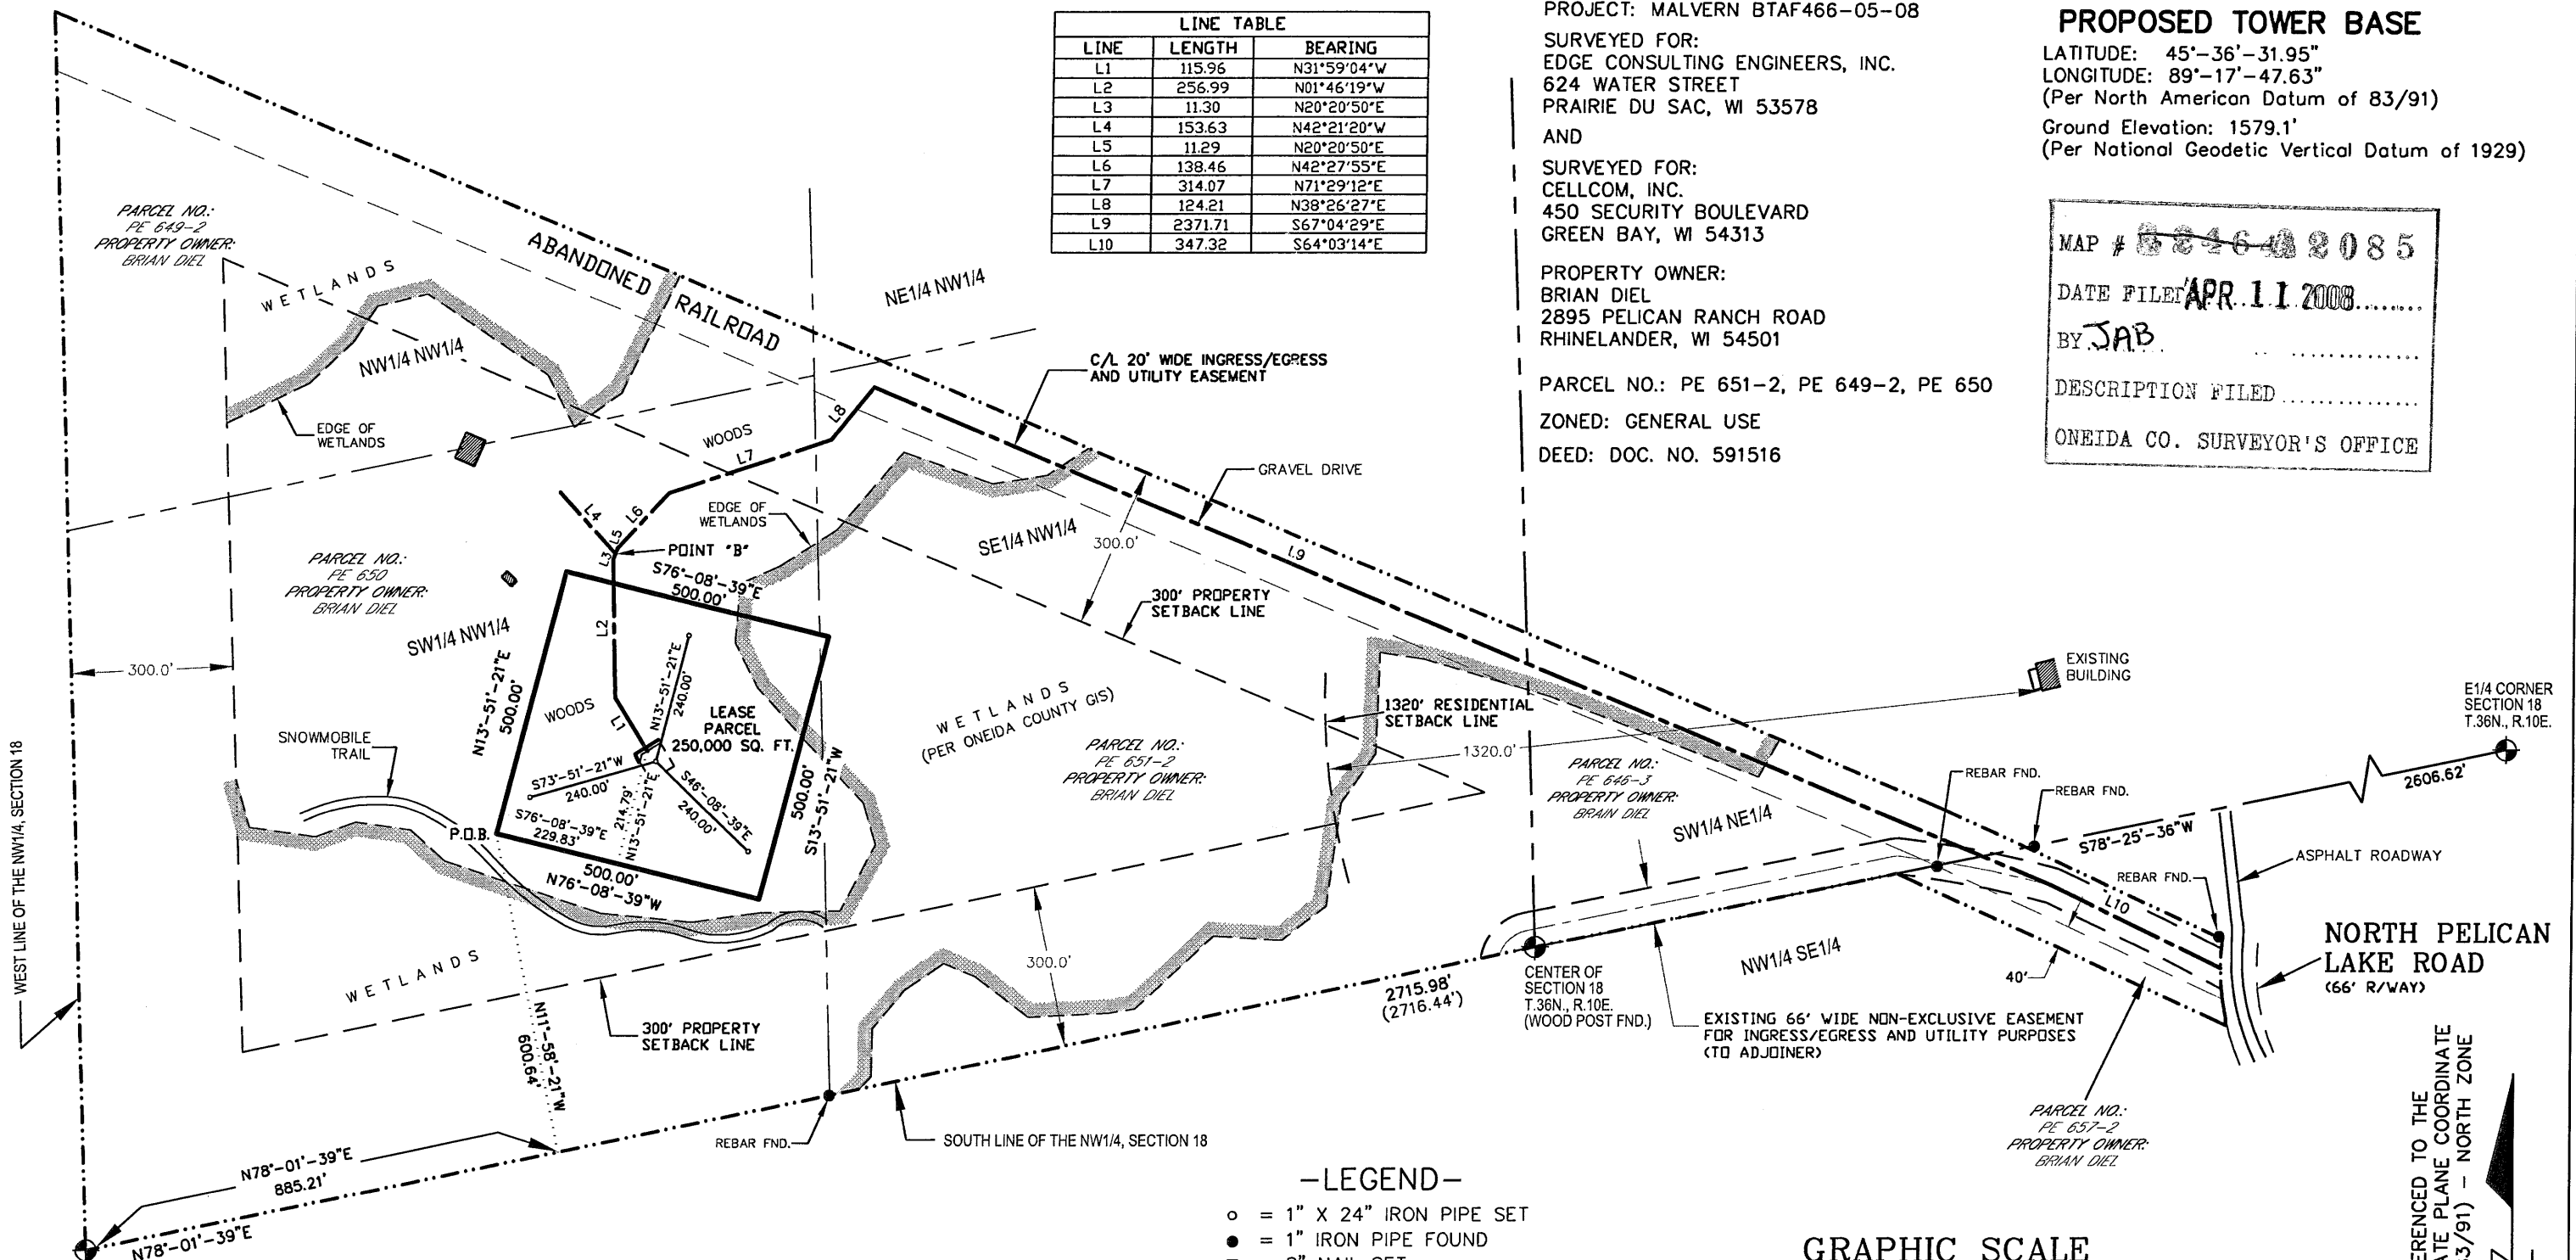 LINE TABLE
LINE LENGTH BEARING
L1 115.96 N31°59'04"W
L2 256.99 N01°46'19"W
L3 11.30 N20°20'50"E
L4 153.63 N42°21'20"W
L5 11.29 N20°20'50"E
L6 138.46 N42°27'55"E
L7 314.07 N71°29'12"E
L8 124.21 N38°26'27"E
L9 2371.71 S67°04'29"E
L10 347.32 S64°03'14"E
PROJECT: MALVERN BTAF466-05-08
SURVEYED FOR:
EDGE CONSULTING ENGINEERS, INC.
624 WATER STREET
PRAIRIE DU SAC, WI 53578
AND
SURVEYED FOR:
CELLCOM, INC.
450 SECURITY BOULEVARD
GREEN BAY, WI 54313
PROPERTY OWNER:
BRIAN DIEL
2895 PELICAN RANCH ROAD
RHINELANDER, WI 54501
PARCEL NO.: PE 651-2, PE 649-2, PE 650
ZONED: GENERAL USE
DEED: DOC. NO. 591516
PROPOSED TOWER BASE
LATITUDE: 45°-36'-31.95"
LONGITUDE: 89°-17'-47.63"
(Per North American Datum of 83/91)
Ground Elevation: 1579.1'
(Per National Geodetic Vertical Datum of 1929)
MAP # 2085
DATE FILED APR 11 2008
BY JAB
DESCRIPTION FILED
ONEIDA CO. SURVEYOR'S OFFICE
PARCEL NO.:
PE 649-2
PROPERTY OWNER:
BRIAN DIEL
WETLANDS
ABANDONED RAILROAD
NE1/4 NW1/4
NW1/4 NW1/4
EDGE OF
WETLANDS
C/L 20' WIDE INGRESS/EGRESS
AND UTILITY EASEMENT
WOODS
L8
L7
GRAVEL DRIVE
EDGE OF
WETLANDS
L4
L6
L5
L3
POINT "B"
SE1/4 NW1/4
300.0'
L9
PARCEL NO.:
PE 650
PROPERTY OWNER:
BRIAN DIEL
S76°-08'-39"E
500.00'
300' PROPERTY
SETBACK LINE
SW1/4 NW1/4
L2
300.0'
N13°-51'-21"E
500.00'
WOODS
L1
N13°-51'-21"E
240.00'
LEASE
PARCEL
250,000 SQ. FT.
WETLANDS
(PER ONEIDA COUNTY GIS)
1320' RESIDENTIAL
SETBACK LINE
1320.0'
EXISTING
BUILDING
E1/4 CORNER
SECTION 18
T.36N., R.10E.
SNOWMOBILE
TRAIL
S73°-51'-21"W
240.00'
S46°-08'-39"E
240.00'
500.00'
S13°-51'-21"W
PARCEL NO.:
PE 651-2
PROPERTY OWNER:
BRIAN DIEL
PARCEL NO.:
PE 646-3
PROPERTY OWNER:
BRAIN DIEL
REBAR FND.
REBAR FND.
2606.62'
P.O.B.
S76°-08'-39"E
229.83'
214.79'
N13°-51'-21"E
SW1/4 NE1/4
S78°-25'-36"W
ASPHALT ROADWAY
500.00'
N76°-08'-39"W
REBAR FND.
L10
NORTH PELICAN
LAKE ROAD
(66' R/WAY)
WETLANDS
300.0'
NW1/4 SE1/4
40'
CENTER OF
SECTION 18
T.36N., R.10E.
(WOOD POST FND.)
2715.98'
(2716.44')
EXISTING 66' WIDE NON-EXCLUSIVE EASEMENT
FOR INGRESS/EGRESS AND UTILITY PURPOSES
(TO ADJOINER)
300' PROPERTY
SETBACK LINE
N11°-58'-21"W
600.64'
WEST LINE OF THE NW1/4, SECTION 18
REBAR FND.
SOUTH LINE OF THE NW1/4, SECTION 18
PARCEL NO.:
PE 657-2
PROPERTY OWNER:
BRIAN DIEL
N78°-01'-39"E
885.21'
N78°-01'-39"E
-LEGEND-
o = 1" X 24" IRON PIPE SET
● = 1" IRON PIPE FOUND
GRAPHIC SCALE
PLANE COORDINATE
NORTH ZONE